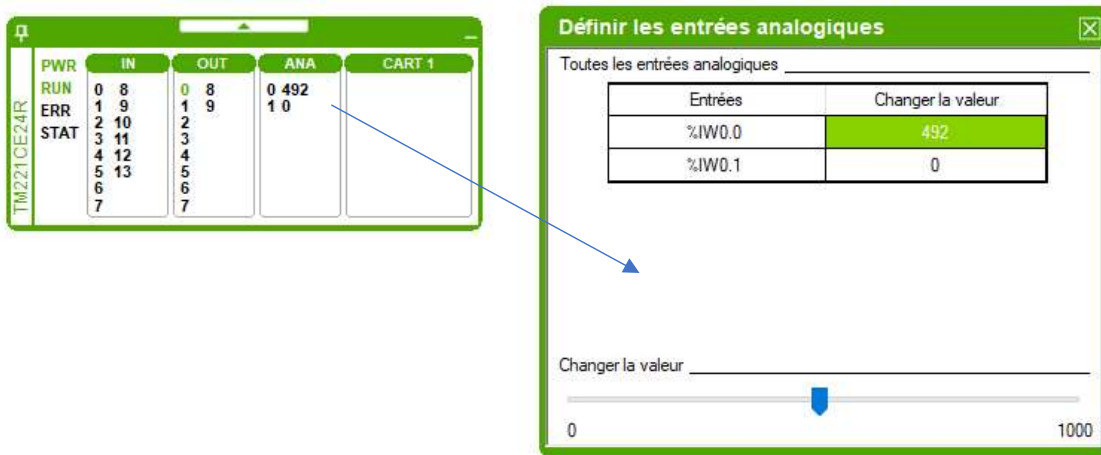 TM221CE24R
PWR
RUN
ERR
STAT
IN
0 8
1 9
2 10
3 11
4 12
5 13
6
7
OUT
0 8
1 9
2
3
4
5
6
7
ANA
0 492
1 0
CART 1
Définir les entrées analogiques
Toutes les entrées analogiques
Entrées Changer la valeur
%IW0.0 492
%IW0.1 0
Changer la valeur
0 1000